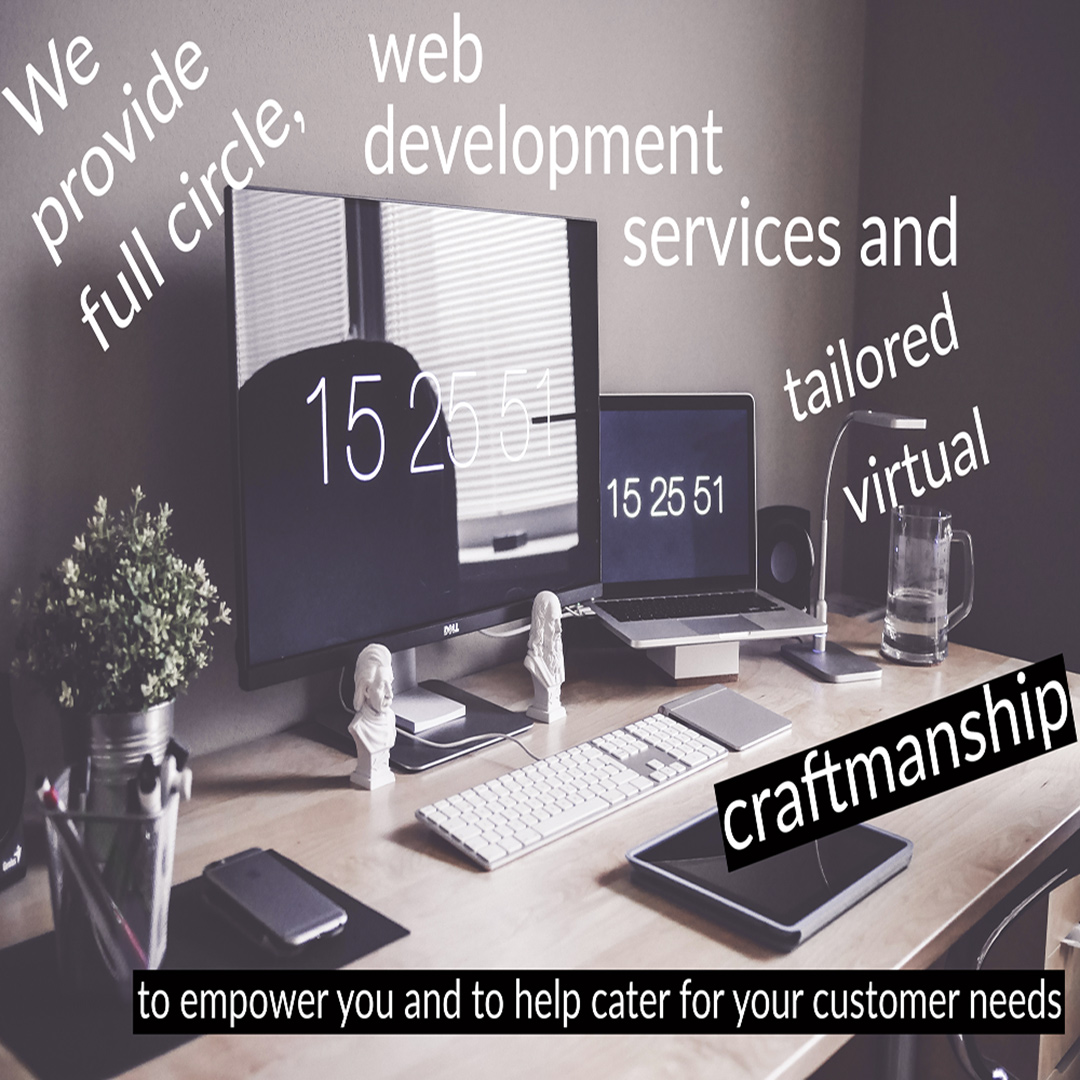 We
provide
full circle,
web
development
services and
tailored
virtual
craftmanship
to empower you and to help cater for your customer needs
15 25 51
15 25 51
DELL
Genius